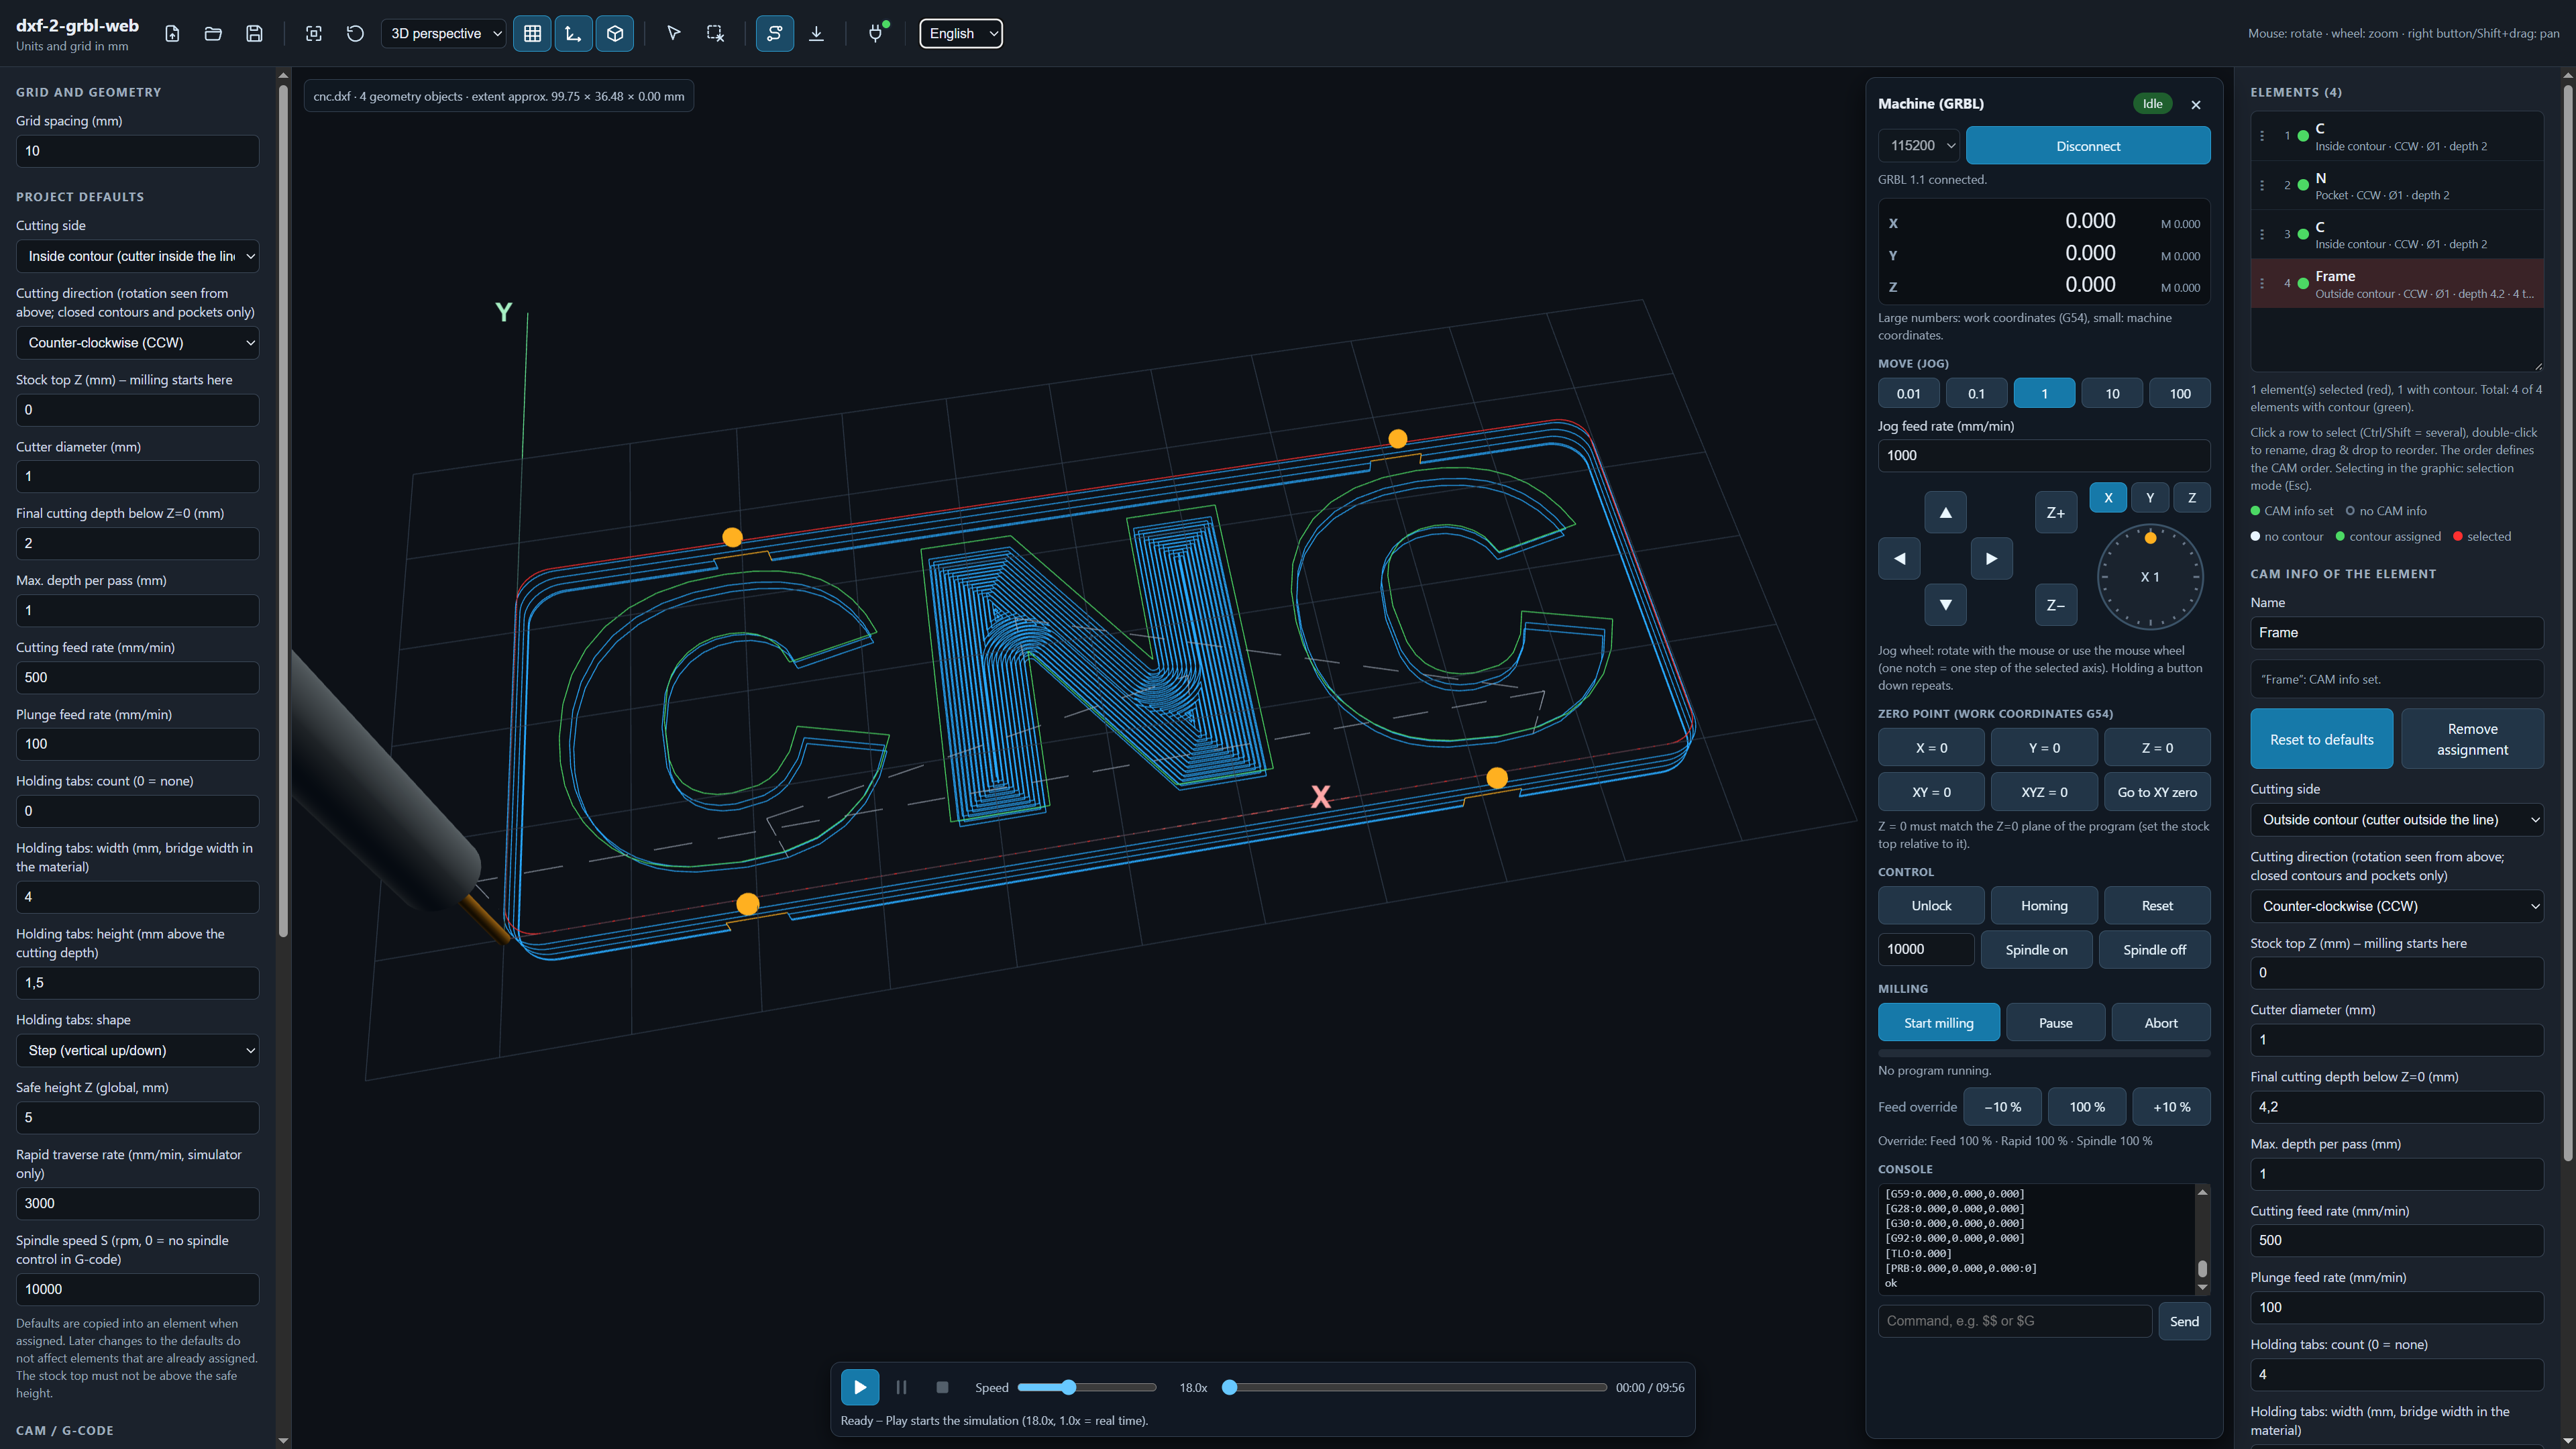 dxf-2-grbl-web
Units and grid in mm
3D perspective
English
Mouse: rotate · wheel: zoom · right button/Shift+drag: pan
GRID AND GEOMETRY
Grid spacing (mm)
10
PROJECT DEFAULTS
Cutting side
Inside contour (cutter inside the lin
Cutting direction (rotation seen from
above; closed contours and pockets only)
Counter-clockwise (CCW)
Stock top Z (mm) – milling starts here
0
Cutter diameter (mm)
1
Final cutting depth below Z=0 (mm)
2
Max. depth per pass (mm)
1
Cutting feed rate (mm/min)
500
Plunge feed rate (mm/min)
100
Holding tabs: count (0 = none)
0
Holding tabs: width (mm, bridge width in
the material)
4
Holding tabs: height (mm above the
cutting depth)
1,5
Holding tabs: shape
Step (vertical up/down)
Safe height Z (global, mm)
5
Rapid traverse rate (mm/min, simulator
only)
3000
Spindle speed S (rpm, 0 = no spindle
control in G-code)
10000
Defaults are copied into an element when
assigned. Later changes to the defaults do
not affect elements that are already assigned.
The stock top must not be above the safe
height.
CAM / G-CODE
cnc.dxf · 4 geometry objects · extent approx. 99.75 × 36.48 × 0.00 mm
Y
X
Speed
18.0x
00:00 / 09:56
Ready – Play starts the simulation (18.0x, 1.0x = real time).
Machine (GRBL)
Idle
×
115200
Disconnect
GRBL 1.1 connected.
X 0.000 M 0.000
Y 0.000 M 0.000
Z 0.000 M 0.000
Large numbers: work coordinates (G54), small: machine
coordinates.
MOVE (JOG)
0.01 0.1 1 10 100
Jog feed rate (mm/min)
1000
X Y Z
Z+
X 1
Z−
Jog wheel: rotate with the mouse or use the mouse wheel
(one notch = one step of the selected axis). Holding a button
down repeats.
ZERO POINT (WORK COORDINATES G54)
X = 0 Y = 0 Z = 0
XY = 0 XYZ = 0 Go to XY zero
Z = 0 must match the Z=0 plane of the program (set the stock
top relative to it).
CONTROL
Unlock Homing Reset
10000 Spindle on Spindle off
MILLING
Start milling Pause Abort
No program running.
Feed override −10 % 100 % +10 %
Override: Feed 100 % · Rapid 100 % · Spindle 100 %
CONSOLE
[G59:0.000,0.000,0.000]
[G28:0.000,0.000,0.000]
[G30:0.000,0.000,0.000]
[G92:0.000,0.000,0.000]
[TLO:0.000]
[PRB:0.000,0.000,0.000:0]
ok
Command, e.g. $$ or $G
Send
ELEMENTS (4)
1 C
Inside contour · CCW · Ø1 · depth 2
2 N
Pocket · CCW · Ø1 · depth 2
3 C
Inside contour · CCW · Ø1 · depth 2
4 Frame
Outside contour · CCW · Ø1 · depth 4.2 · 4 t...
1 element(s) selected (red), 1 with contour. Total: 4 of 4
elements with contour (green).
Click a row to select (Ctrl/Shift = several), double-click
to rename, drag & drop to reorder. The order defines
the CAM order. Selecting in the graphic: selection
mode (Esc).
CAM info set no CAM info
no contour contour assigned selected
CAM INFO OF THE ELEMENT
Name
Frame
“Frame”: CAM info set.
Reset to defaults
Remove
assignment
Cutting side
Outside contour (cutter outside the line)
Cutting direction (rotation seen from above;
closed contours and pockets only)
Counter-clockwise (CCW)
Stock top Z (mm) – milling starts here
0
Cutter diameter (mm)
1
Final cutting depth below Z=0 (mm)
4,2
Max. depth per pass (mm)
1
Cutting feed rate (mm/min)
500
Plunge feed rate (mm/min)
100
Holding tabs: count (0 = none)
4
Holding tabs: width (mm, bridge width in the
material)